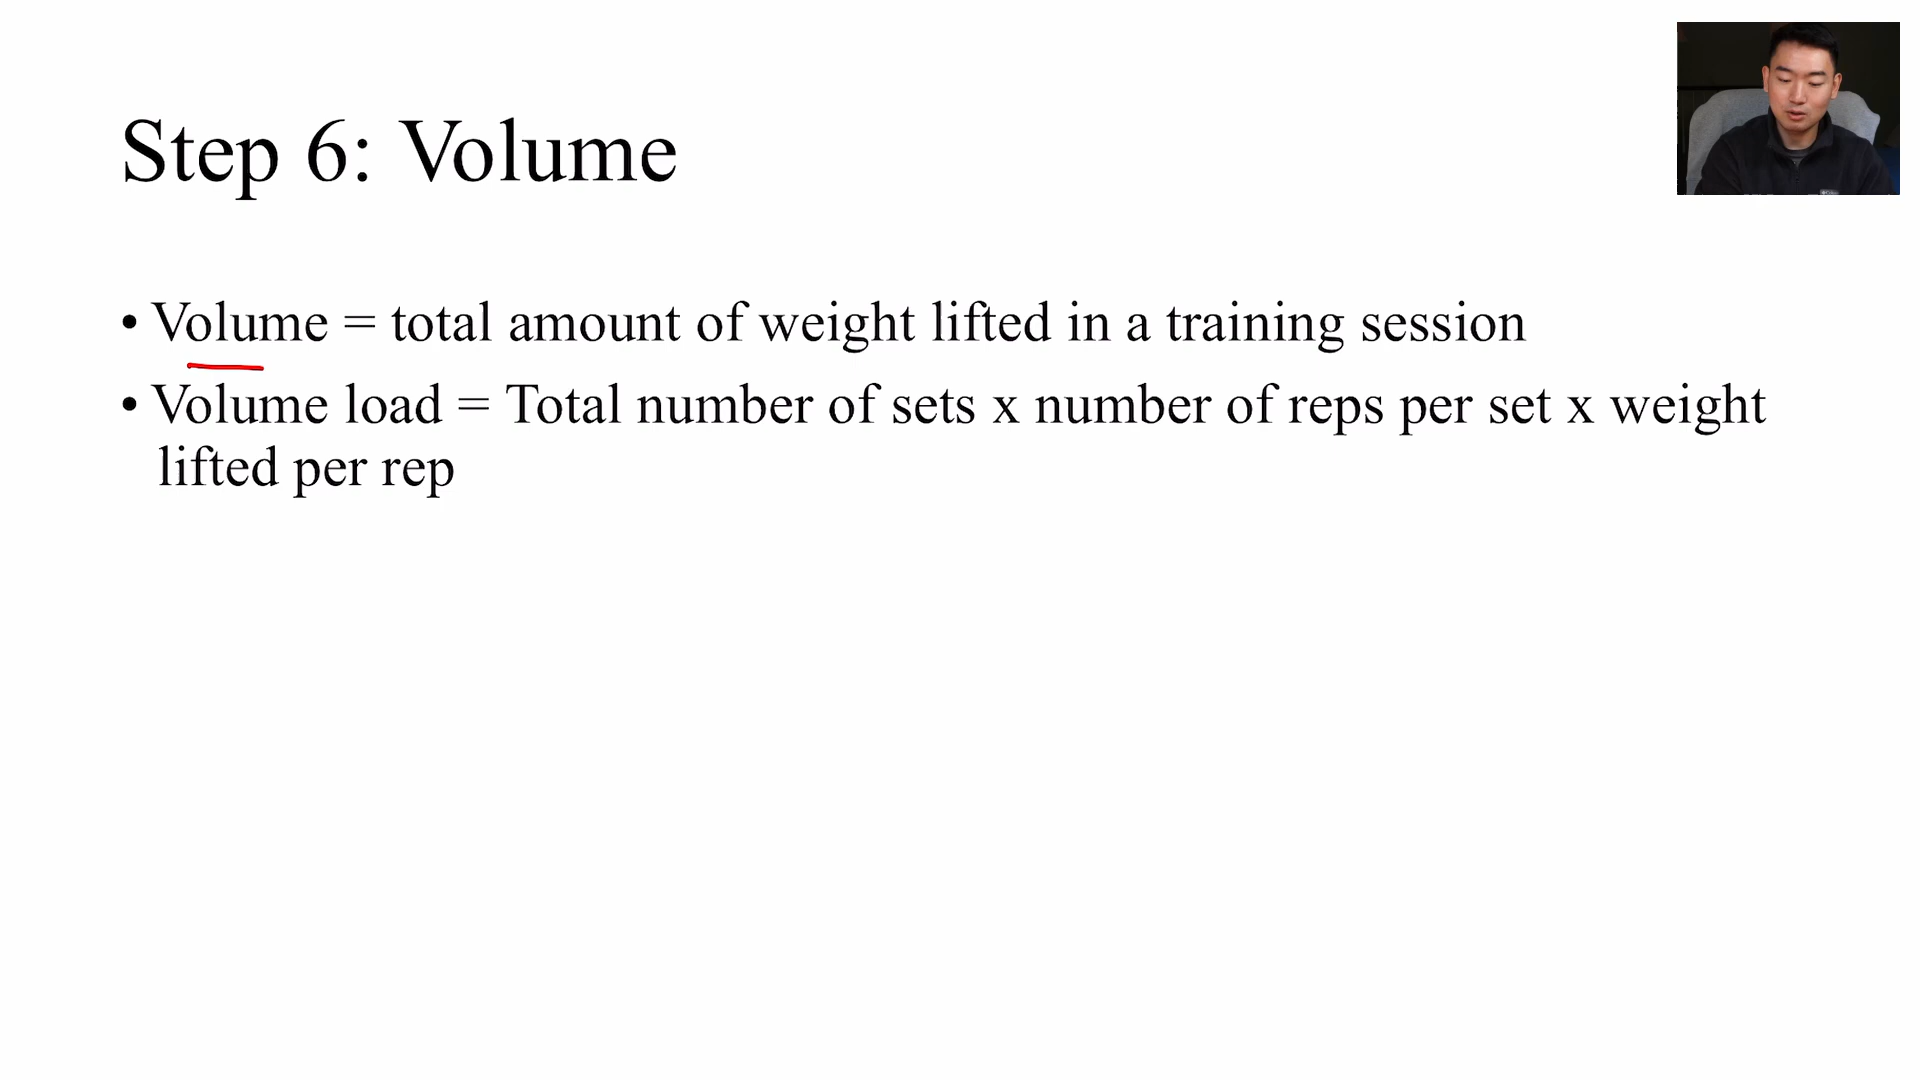 Step 6: Volume
• Volume = total amount of weight lifted in a training session
• Volume load = Total number of sets x number of reps per set x weight
lifted per rep